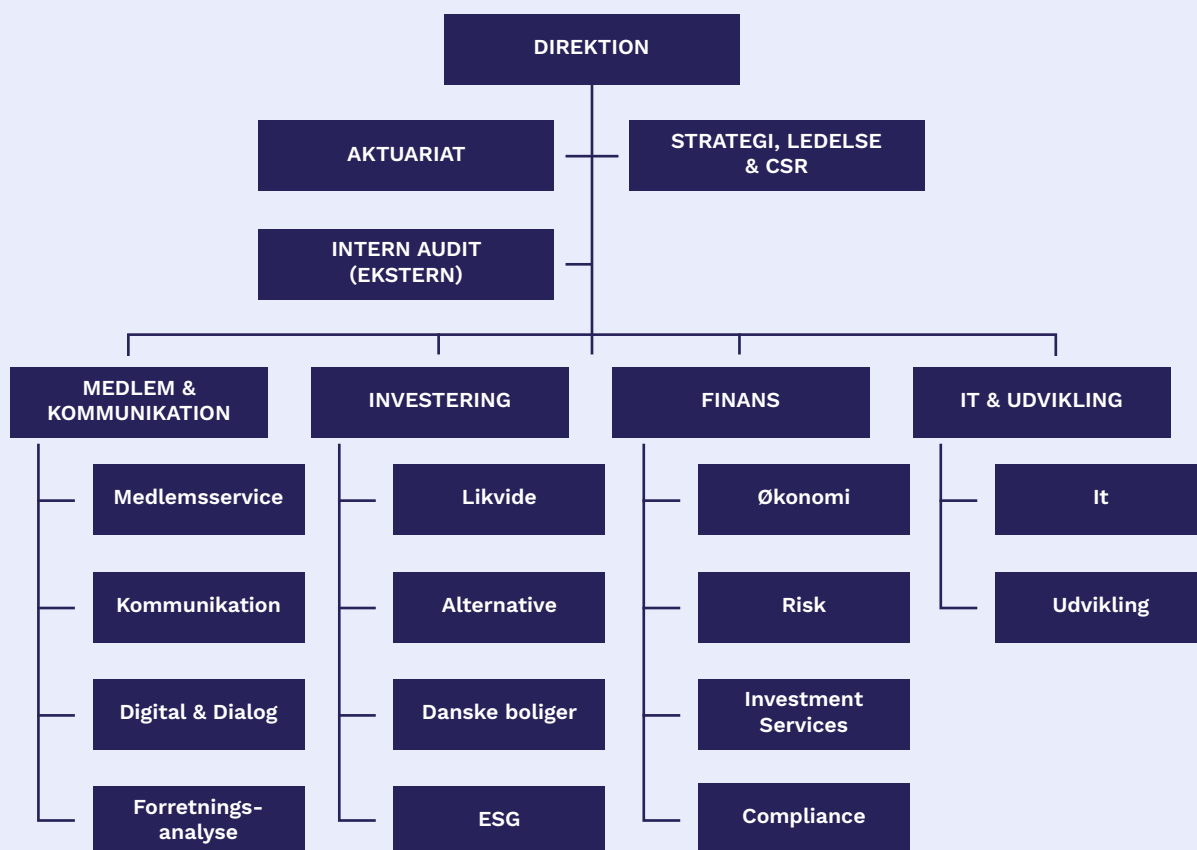 DIREKTION
AKTUARIAT
STRATEGI, LEDELSE
& CSR
INTERN AUDIT
(EKSTERN)
MEDLEM &
KOMMUNIKATION
INVESTERING
FINANS
IT & UDVIKLING
Medlemsservice
Likvide
Økonomi
It
Kommunikation
Alternative
Risk
Udvikling
Digital & Dialog
Danske boliger
Investment
Services
Forretnings-
analyse
ESG
Compliance